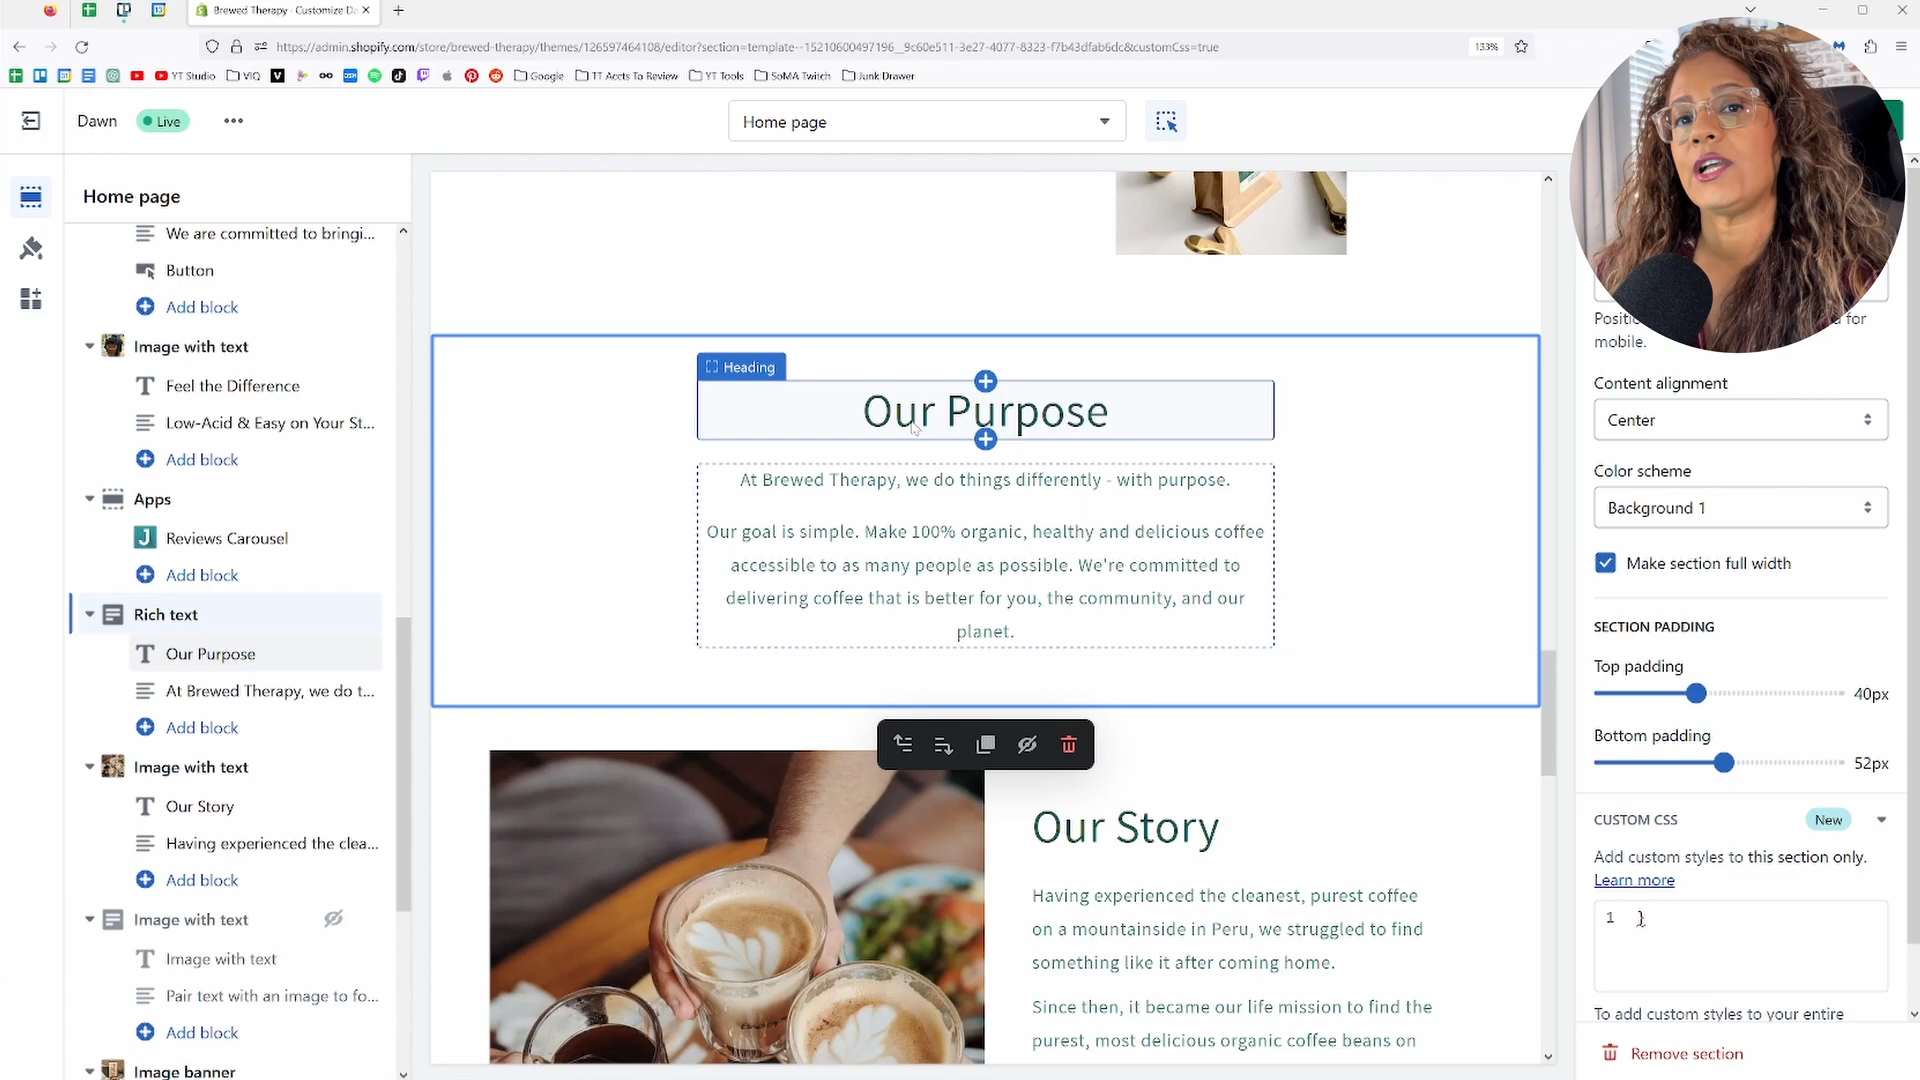 Brewed Therapy · Customize Da
https://admin.shopify.com/store/brewed-therapy/themes/126597464108/editor?section=template--15210600497196__9c60e511-3e27-4077-8323-f7b43dfab6dc&customCss=true
133%
YT Studio
VIQ
Google
TT Accts To Review
YT Tools
SoMA Twitch
Junk Drawer
Dawn
Live
Home page
Home page
We are committed to bringi...
Button
Add block
Image with text
Feel the Difference
Low-Acid & Easy on Your St...
Add block
Apps
Reviews Carousel
Add block
Rich text
Our Purpose
At Brewed Therapy, we do t...
Add block
Image with text
Our Story
Having experienced the clea...
Add block
Image with text
Image with text
Pair text with an image to fo...
Add block
Image banner
Heading
Our Purpose
At Brewed Therapy, we do things differently - with purpose.
Our goal is simple. Make 100% organic, healthy and delicious coffee
accessible to as many people as possible. We're committed to
delivering coffee that is better for you, the community, and our
planet.
Our Story
Having experienced the cleanest, purest coffee
on a mountainside in Peru, we struggled to find
something like it after coming home.
Since then, it became our life mission to find the
purest, most delicious organic coffee beans on
for
mobile.
Content alignment
Center
Color scheme
Background 1
Make section full width
SECTION PADDING
Top padding
40px
Bottom padding
52px
CUSTOM CSS
New
Add custom styles to this section only.
Learn more
1 }
To add custom styles to your entire
Remove section